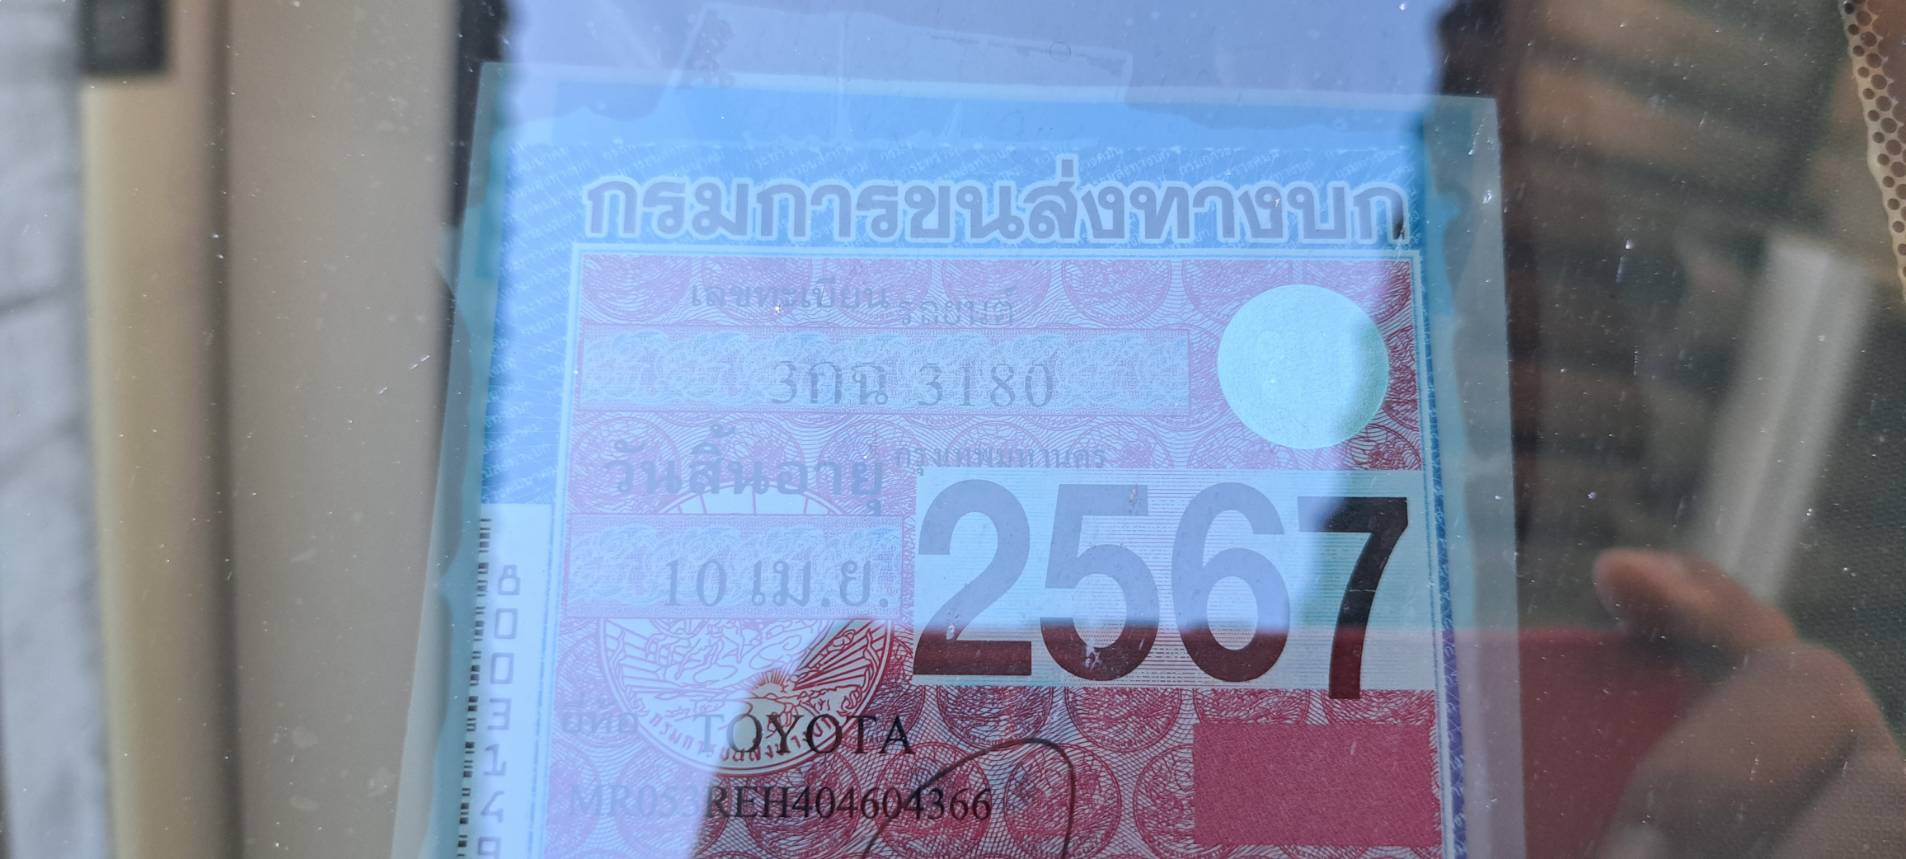 กรมการขนส่งทางบก
เลขทะเบียน รถยนต์
3กฉ 3180
กรุงเทพมหานคร
วันสิ้นอายุ
10 เม.ย. 2567
ยี่ห้อ TOYOTA
MR053REH404604366